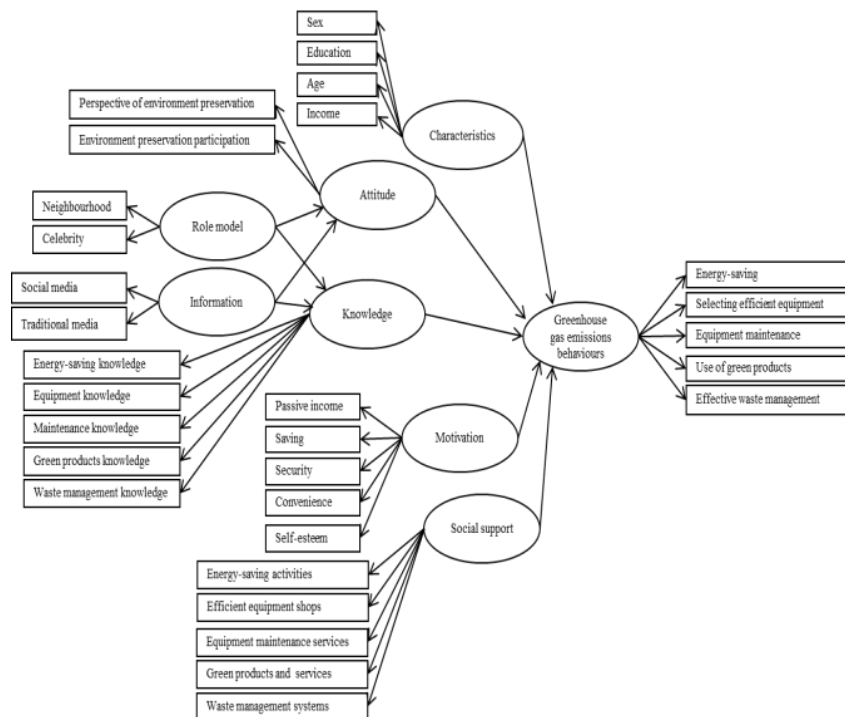 Sex
Education
Age
Income
Perspective of environment preservation
Environment preservation participation
Characteristics
Attitude
Neighbourhood
Celebrity
Role model
Social media
Traditional media
Information
Knowledge
Energy-saving knowledge
Equipment knowledge
Maintenance knowledge
Green products knowledge
Waste management knowledge
Greenhouse
gas emissions
behaviours
Energy-saving
Selecting efficient equipment
Equipment maintenance
Use of green products
Effective waste management
Passive income
Saving
Security
Convenience
Self-esteem
Motivation
Social support
Energy-saving activities
Efficient equipment shops
Equipment maintenance services
Green products and services
Waste management systems